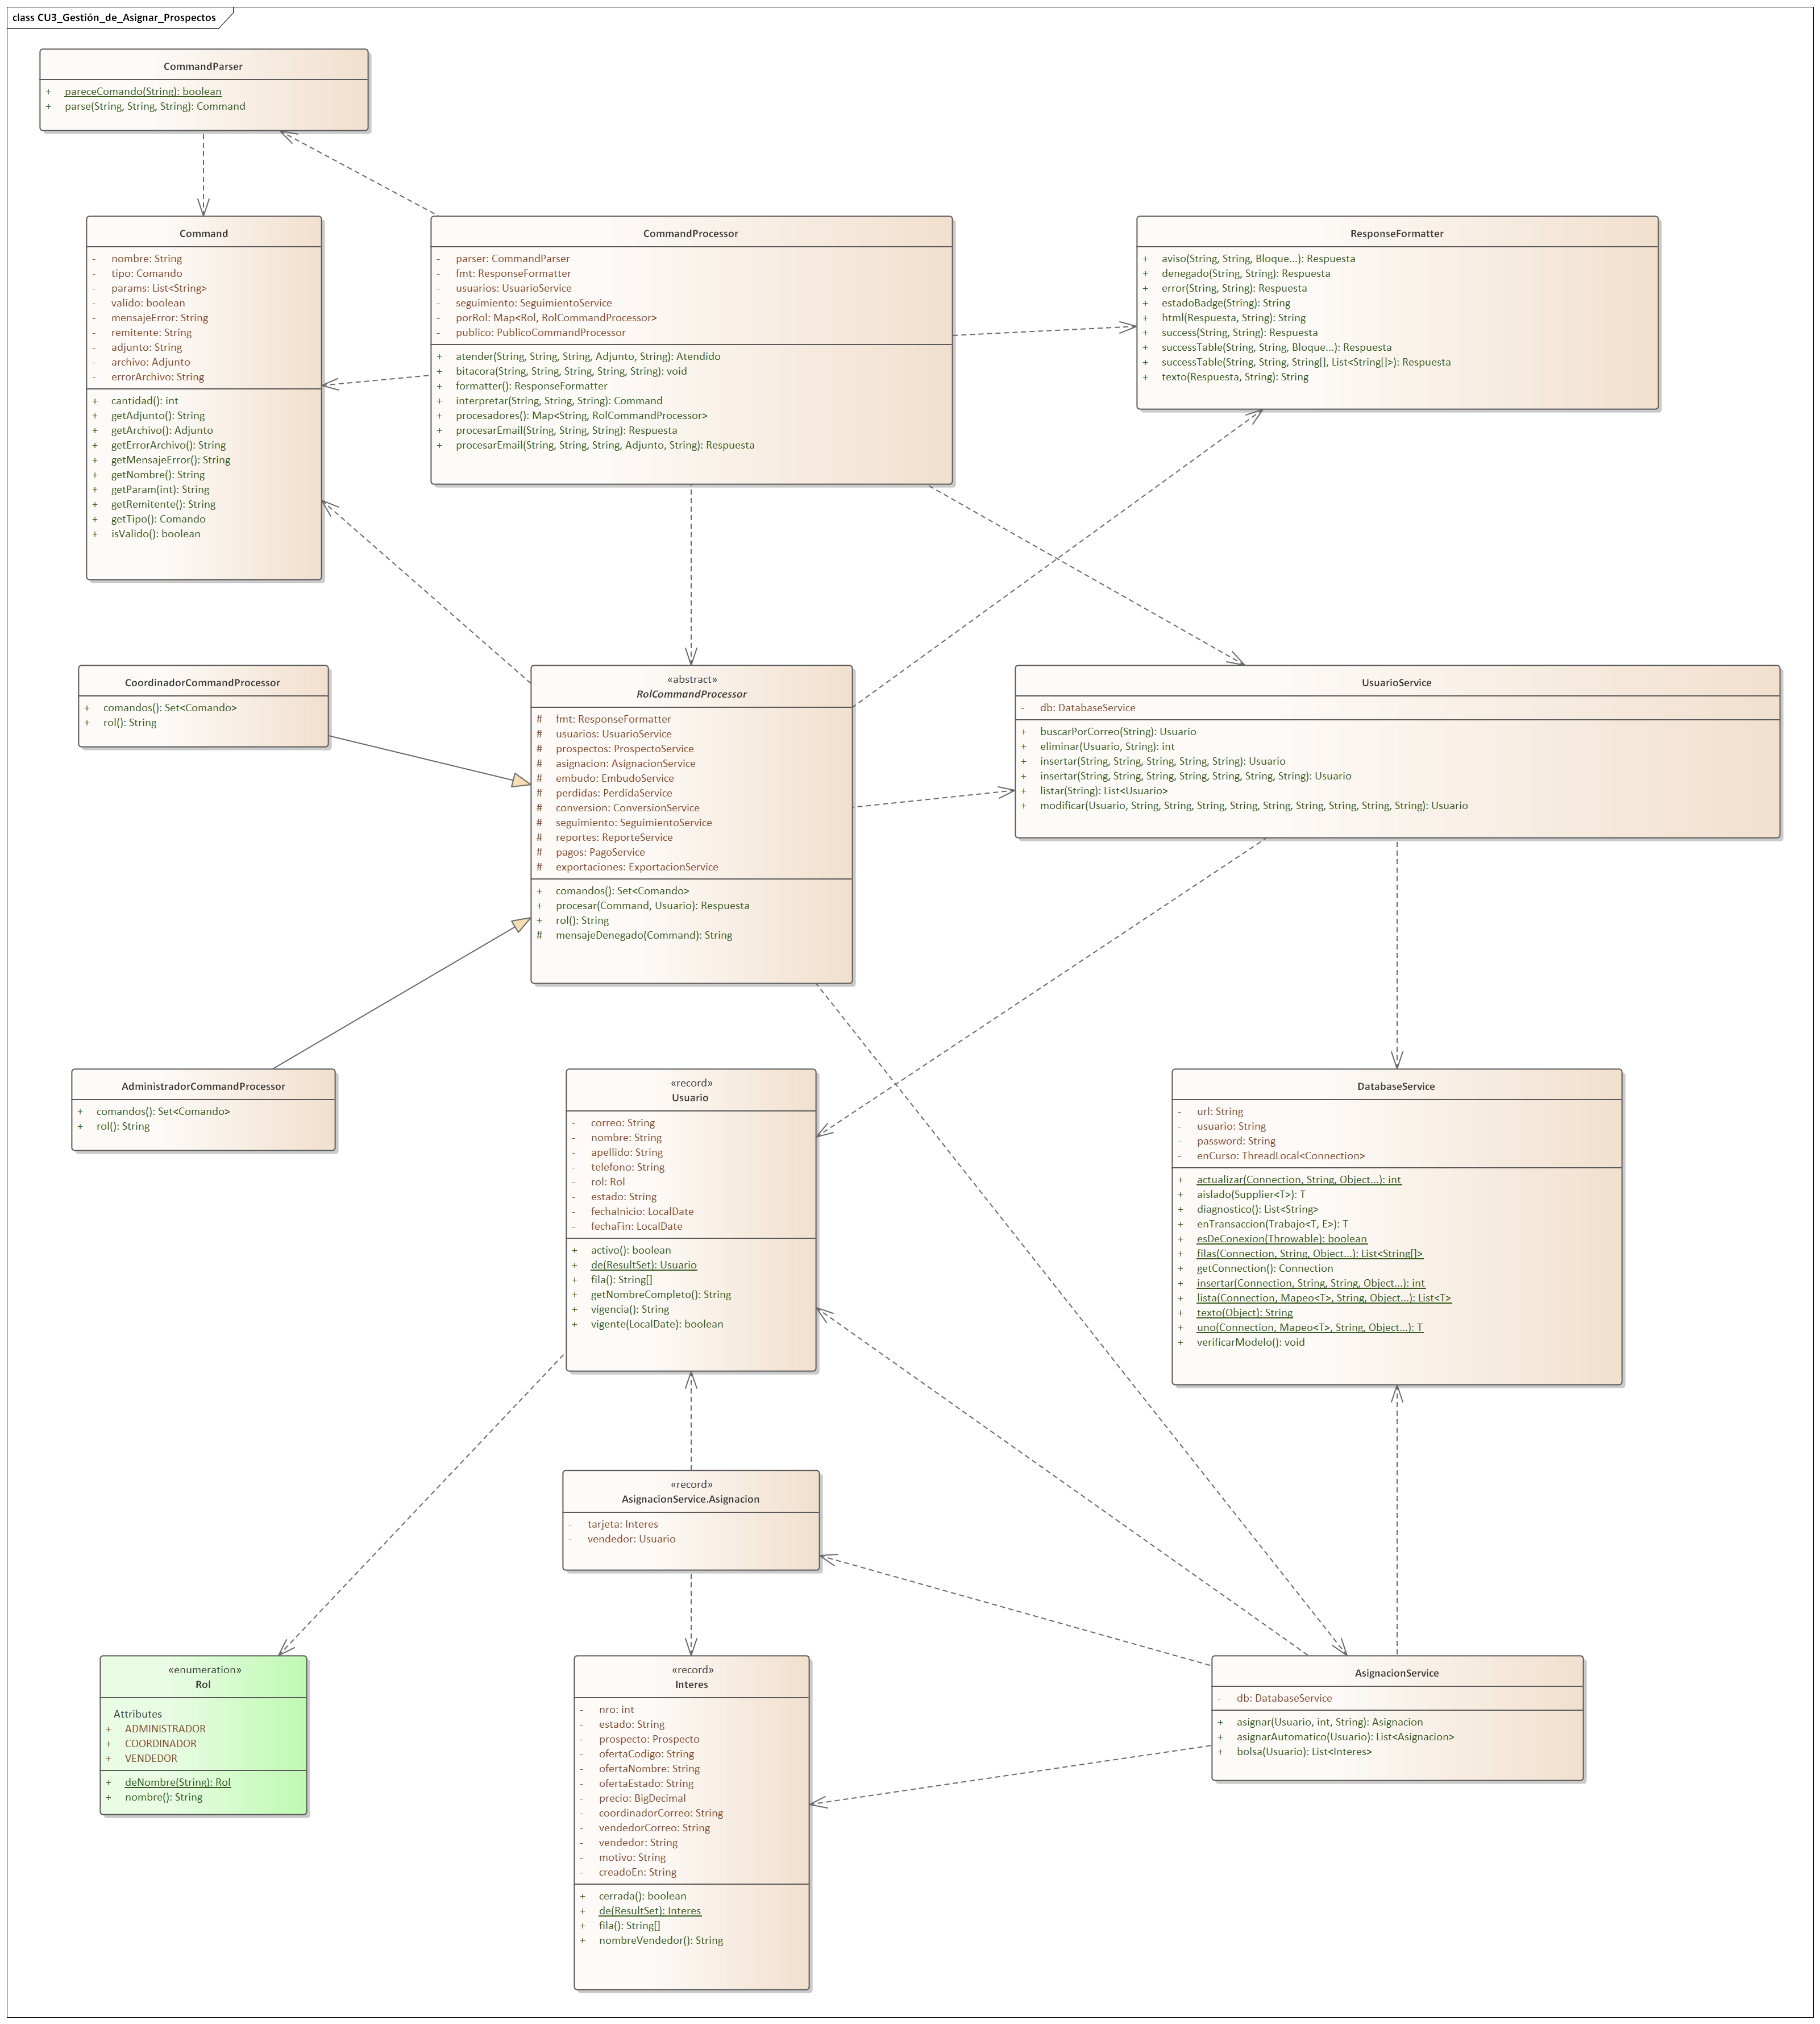 class CU3_Gestión_de_Asignar_Prospectos
CommandParser
+ pareceComando(String): boolean
+ parse(String, String, String): Command
Command
- nombre: String
- tipo: Comando
- params: List<String>
- valido: boolean
- mensajeError: String
- remitente: String
- adjunto: String
- archivo: Adjunto
- errorArchivo: String
+ cantidad(): int
+ getAdjunto(): String
+ getArchivo(): Adjunto
+ getErrorArchivo(): String
+ getMensajeError(): String
+ getNombre(): String
+ getParam(int): String
+ getRemitente(): String
+ getTipo(): Comando
+ isValido(): boolean
CommandProcessor
- parser: CommandParser
- fmt: ResponseFormatter
- usuarios: UsuarioService
- seguimiento: SeguimientoService
- porRol: Map<Rol, RolCommandProcessor>
- publico: PublicoCommandProcessor
+ atender(String, String, String, Adjunto, String): Atendido
+ bitacora(String, String, String, String, String): void
+ formatter(): ResponseFormatter
+ interpretar(String, String, String): Command
+ procesadores(): Map<String, RolCommandProcessor>
+ procesarEmail(String, String, String): Respuesta
+ procesarEmail(String, String, String, Adjunto, String): Respuesta
ResponseFormatter
+ aviso(String, String, Bloque...): Respuesta
+ denegado(String, String): Respuesta
+ error(String, String): Respuesta
+ estadoBadge(String): String
+ html(Respuesta, String): String
+ success(String, String): Respuesta
+ successTable(String, String, Bloque...): Respuesta
+ successTable(String, String, String[], List<String[]>): Respuesta
+ texto(Respuesta, String): String
CoordinadorCommandProcessor
+ comandos(): Set<Comando>
+ rol(): String
«abstract»
RolCommandProcessor
# fmt: ResponseFormatter
# usuarios: UsuarioService
# prospectos: ProspectoService
# asignacion: AsignacionService
# embudo: EmbudoService
# perdidas: PerdidaService
# conversion: ConversionService
# seguimiento: SeguimientoService
# reportes: ReporteService
# pagos: PagoService
# exportaciones: ExportacionService
+ comandos(): Set<Comando>
+ procesar(Command, Usuario): Respuesta
+ rol(): String
# mensajeDenegado(Command): String
UsuarioService
- db: DatabaseService
+ buscarPorCorreo(String): Usuario
+ eliminar(Usuario, String): int
+ insertar(String, String, String, String, String): Usuario
+ insertar(String, String, String, String, String, String, String): Usuario
+ listar(String): List<Usuario>
+ modificar(Usuario, String, String, String, String, String, String, String, String): Usuario
AdministradorCommandProcessor
+ comandos(): Set<Comando>
+ rol(): String
«record»
Usuario
- correo: String
- nombre: String
- apellido: String
- telefono: String
- rol: Rol
- estado: String
- fechaInicio: LocalDate
- fechaFin: LocalDate
+ activo(): boolean
+ de(ResultSet): Usuario
+ fila(): String[]
+ getNombreCompleto(): String
+ vigencia(): String
+ vigente(LocalDate): boolean
DatabaseService
- url: String
- usuario: String
- password: String
- enCurso: ThreadLocal<Connection>
+ actualizar(Connection, String, Object...): int
+ aislado(Supplier<T>): T
+ diagnostico(): List<String>
+ enTransaccion(Trabajo<T, E>): T
+ esDeConexion(Throwable): boolean
+ filas(Connection, String, Object...): List<String[]>
+ getConnection(): Connection
+ insertar(Connection, String, String, Object...): int
+ lista(Connection, Mapeo<T>, String, Object...): List<T>
+ texto(Object): String
+ uno(Connection, Mapeo<T>, String, Object...): T
+ verificarModelo(): void
«record»
AsignacionService.Asignacion
- tarjeta: Interes
- vendedor: Usuario
«enumeration»
Rol
Attributes
+ ADMINISTRADOR
+ COORDINADOR
+ VENDEDOR
+ deNombre(String): Rol
+ nombre(): String
«record»
Interes
- nro: int
- estado: String
- prospecto: Prospecto
- ofertaCodigo: String
- ofertaNombre: String
- ofertaEstado: String
- precio: BigDecimal
- coordinadorCorreo: String
- vendedorCorreo: String
- vendedor: String
- motivo: String
- creadoEn: String
+ cerrada(): boolean
+ de(ResultSet): Interes
+ fila(): String[]
+ nombreVendedor(): String
AsignacionService
- db: DatabaseService
+ asignar(Usuario, int, String): Asignacion
+ asignarAutomatico(Usuario): List<Asignacion>
+ bolsa(Usuario): List<Interes>